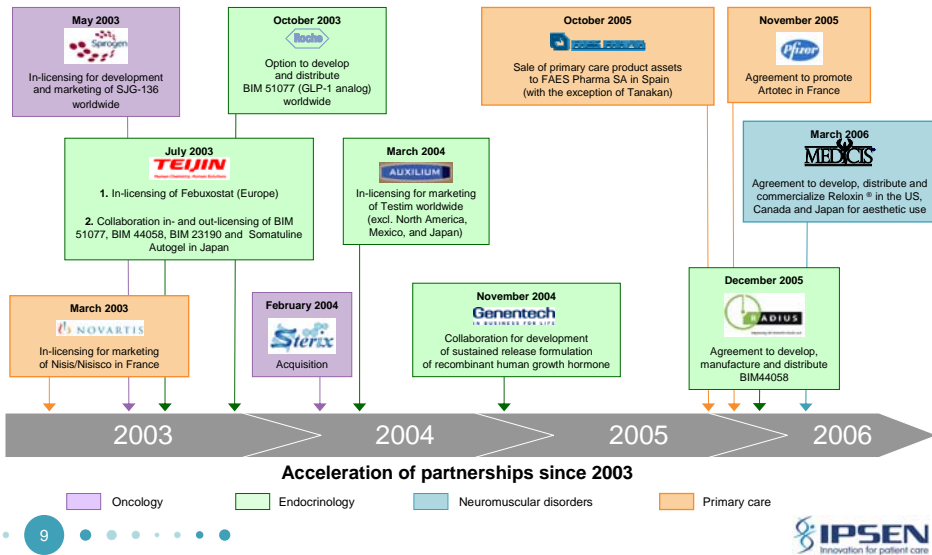 May 2003
Spirogen
In-licensing for development
and marketing of SJG-136
worldwide
October 2003
Roche
Option to develop
and distribute
BIM 51077 (GLP-1 analog)
worldwide
October 2005
Sale of primary care product assets
to FAES Pharma SA in Spain
(with the exception of Tanakan)
November 2005
Pfizer
Agreement to promote
Artotec in France
July 2003
TEIJIN
Human Chemistry, Human Solutions
1. In-licensing of Febuxostat (Europe)
2. Collaboration in- and out-licensing of BIM
51077, BIM 44058, BIM 23190 and Somatuline
Autogel in Japan
March 2004
AUXILIUM
In-licensing for marketing
of Testim worldwide
(excl. North America,
Mexico, and Japan)
March 2006
MEDICIS
Agreement to develop, distribute and
commercialize Reloxin ® in the US,
Canada and Japan for aesthetic use
March 2003
NOVARTIS
In-licensing for marketing
of Nisis/Nisisco in France
February 2004
Sterix
Acquisition
November 2004
Genentech
IN BUSINESS FOR LIFE
Collaboration for development
of sustained release formulation
of recombinant human growth hormone
December 2005
RADIUS
Agreement to develop,
manufacture and distribute
BIM44058
2003
2004
2005
2006
Acceleration of partnerships since 2003
Oncology
Endocrinology
Neuromuscular disorders
Primary care
9
IPSEN
Innovation for patient care